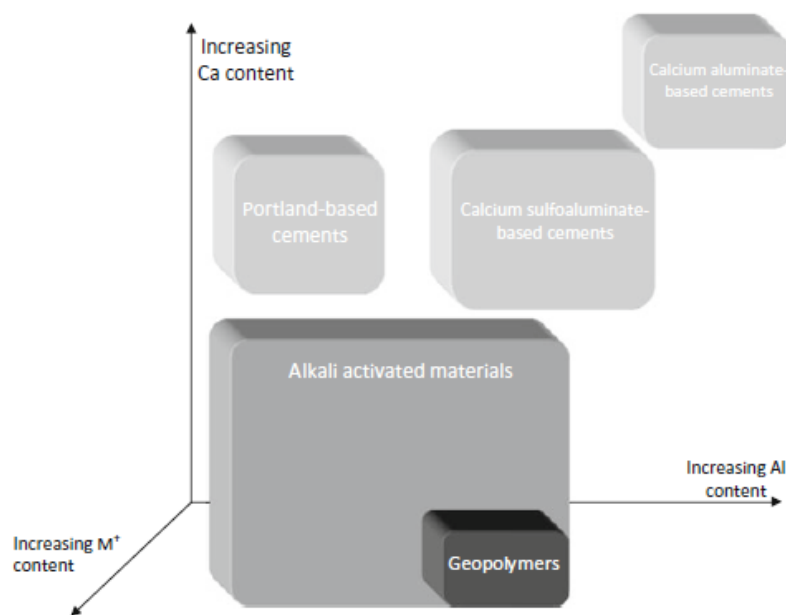 Increasing
Ca content
Calcium aluminate-
based cements
Portland-based
cements
Calcium sulfoaluminate-
based cements
Alkali activated materials
Increasing Al
content
Increasing M⁺
content
Geopolymers